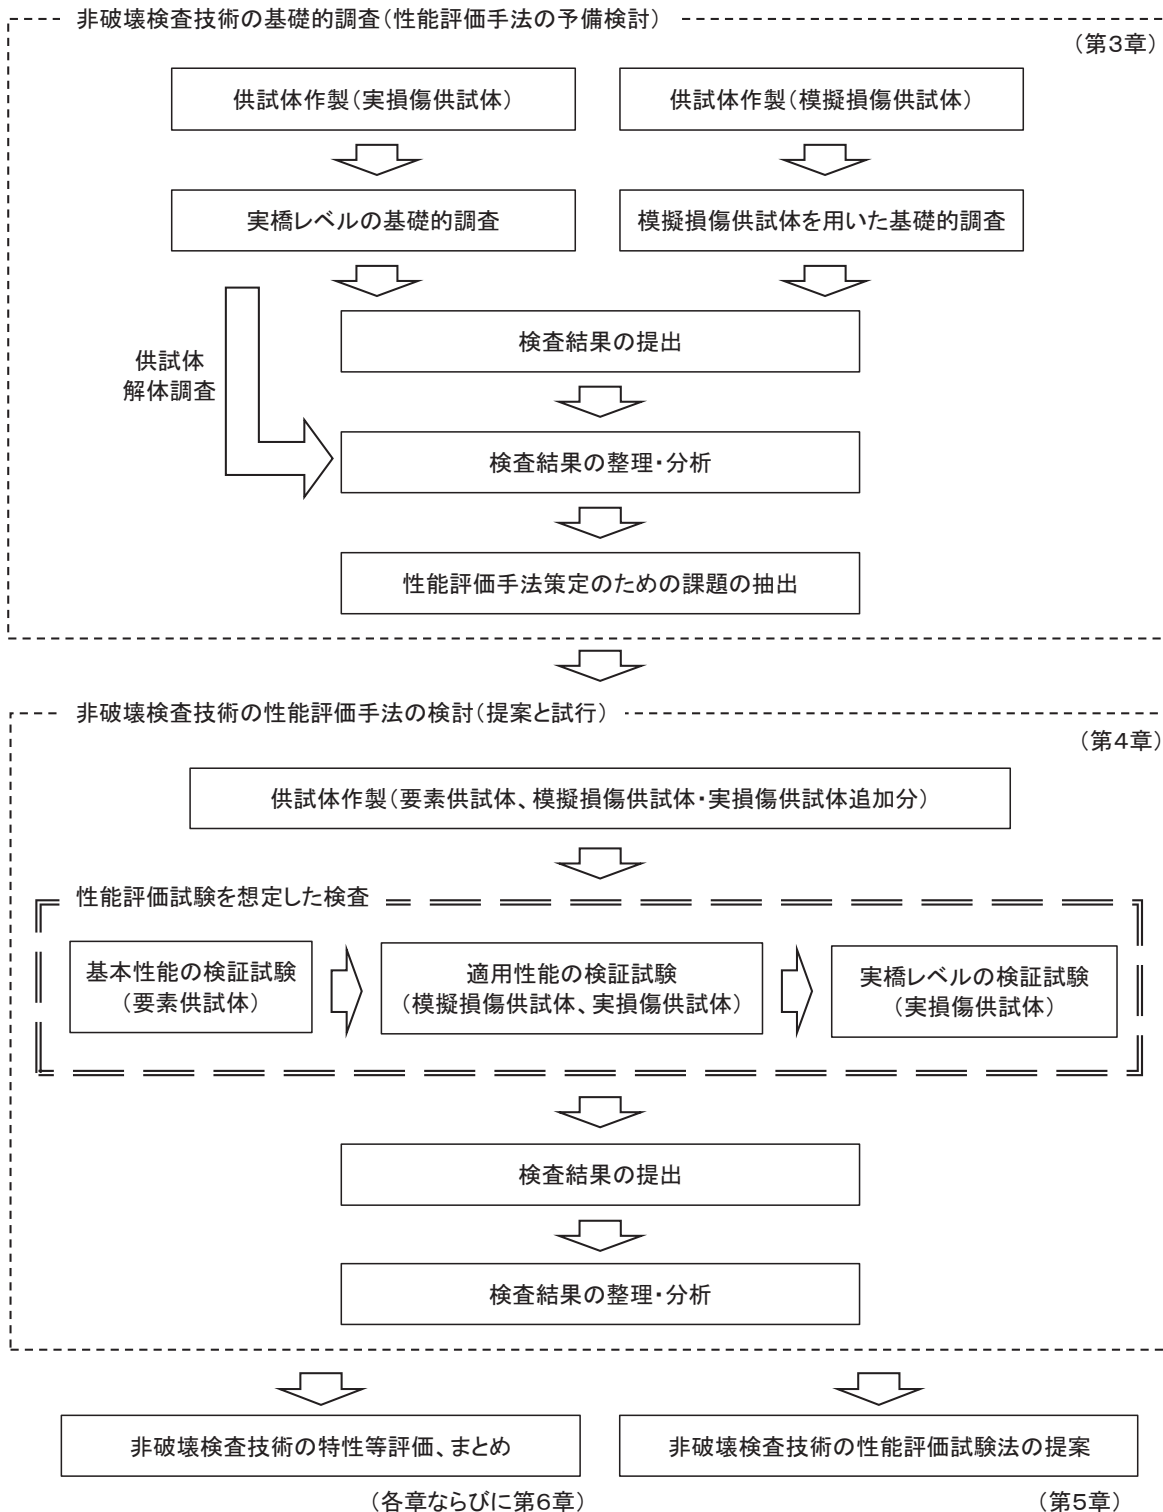 非破壊検査技術の基礎的調査(性能評価手法の予備検討)
(第3章)
供試体作製(実損傷供試体)
供試体作製(模擬損傷供試体)
実橋レベルの基礎的調査
模擬損傷供試体を用いた基礎的調査
検査結果の提出
供試体
解体調査
検査結果の整理・分析
性能評価手法策定のための課題の抽出
非破壊検査技術の性能評価手法の検討(提案と試行)
(第4章)
供試体作製(要素供試体、模擬損傷供試体・実損傷供試体追加分)
性能評価試験を想定した検査
基本性能の検証試験
(要素供試体)
適用性能の検証試験
(模擬損傷供試体、実損傷供試体)
実橋レベルの検証試験
(実損傷供試体)
検査結果の提出
検査結果の整理・分析
非破壊検査技術の特性等評価、まとめ
(各章ならびに第6章)
非破壊検査技術の性能評価試験法の提案
(第5章)